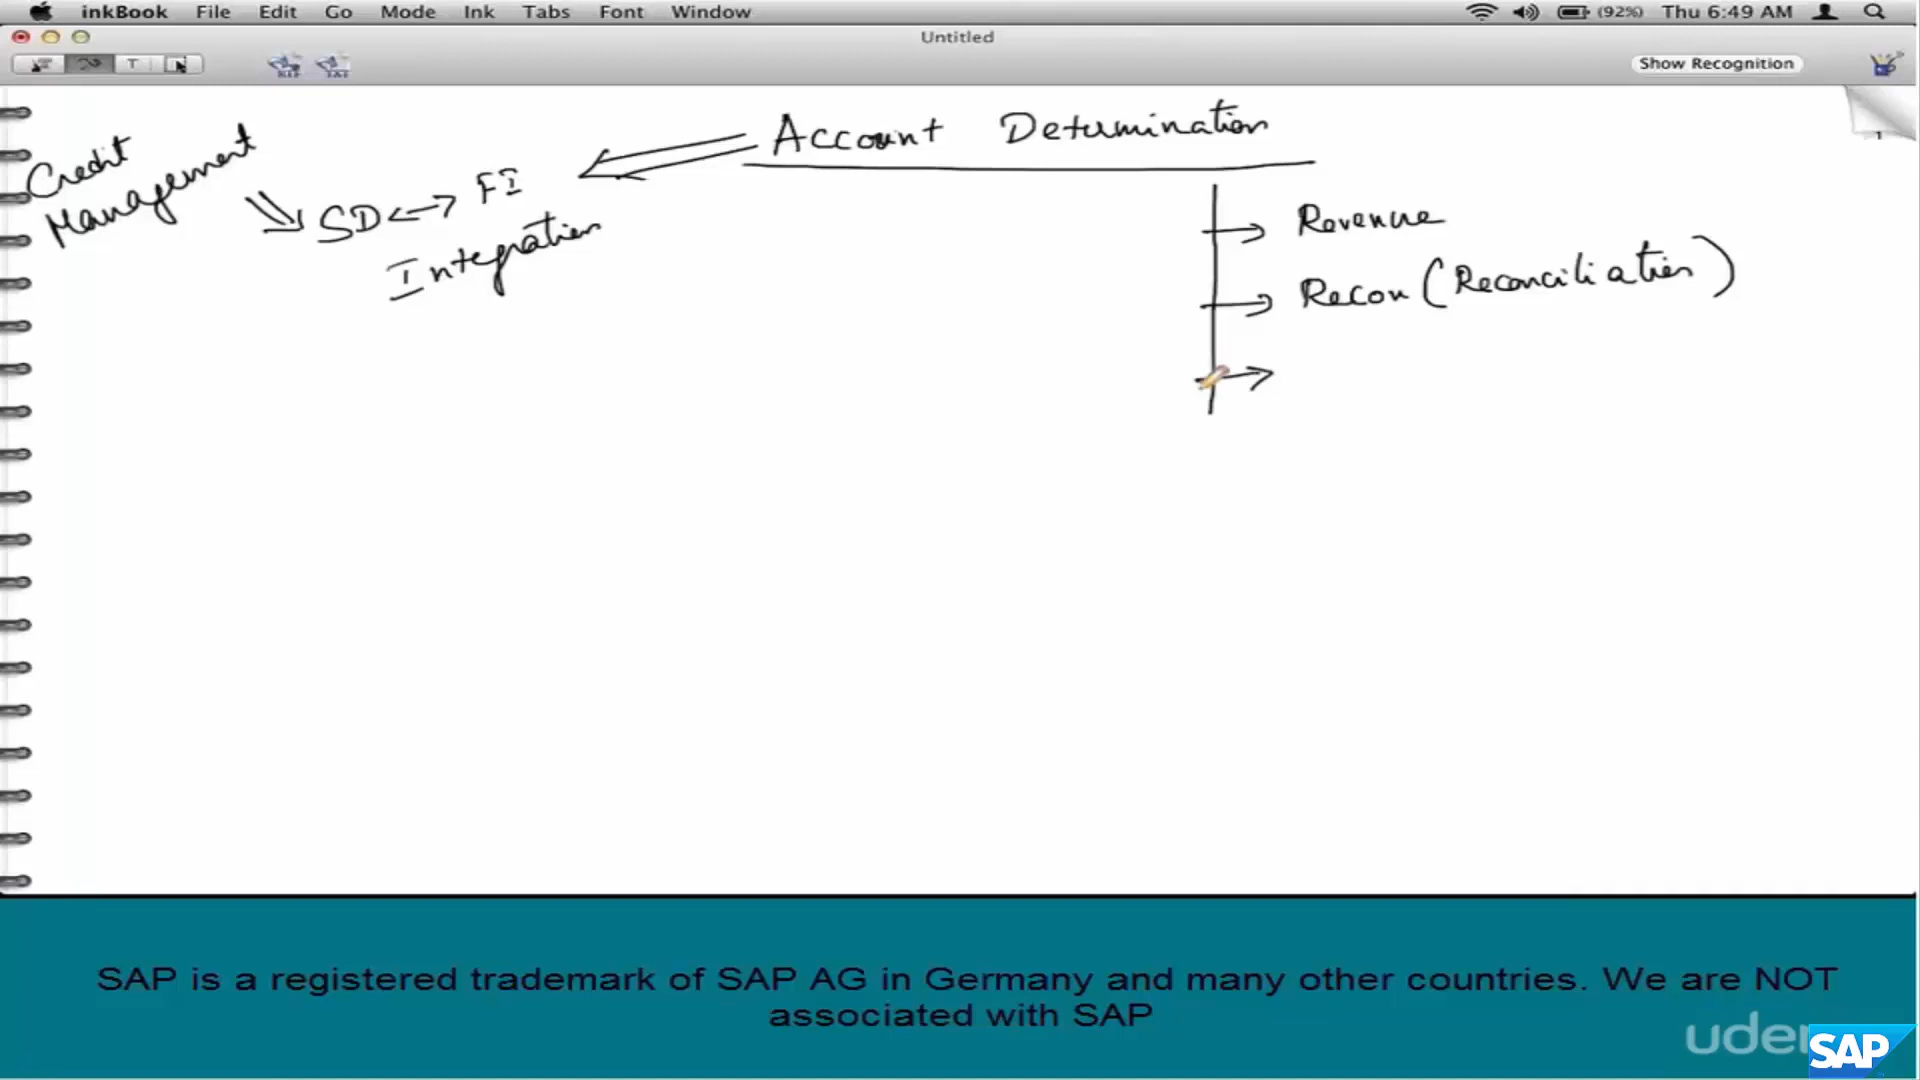 inkBook File Edit Go Mode Ink Tabs Font Window (92%) Thu 6:49 AM
Untitled
Show Recognition
Account Determination
Credit
Management
SD FI
Integration
Revenue
Recon (Reconciliation)
1
SAP is a registered trademark of SAP AG in Germany and many other countries. We are NOT
associated with SAP
SAP